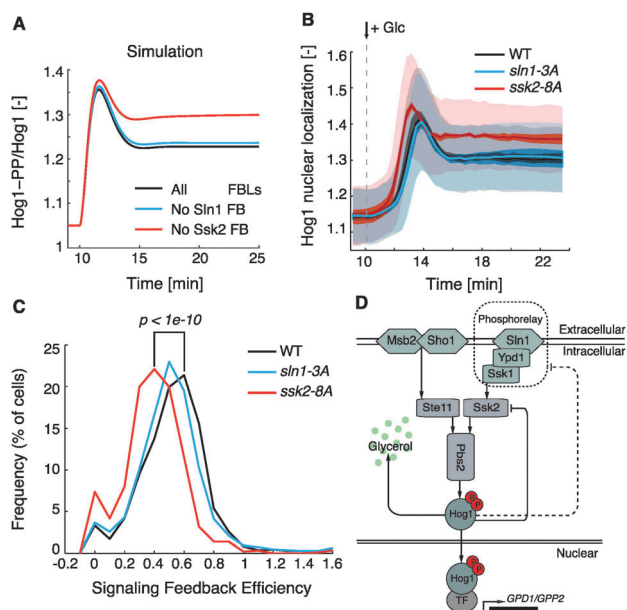 A
Simulation
Hog1–PP/Hog1 [-]
1.4
1.3
1.2
1.1
1
10
15
20
25
Time [min]
All FBLs
No Sln1 FB
No Ssk2 FB
B
+ Glc
Hog1 nuclear localization [-]
1.6
1.5
1.4
1.3
1.2
1.1
10
14
18
22
Time [min]
WT
sln1-3A
ssk2-8A
C
p < 1e-10
Frequency (% of cells)
25
20
15
10
5
0
-0.2
0
0.2
0.4
0.6
0.8
1.0
1.2
1.4
1.6
Signaling Feedback Efficiency
WT
sln1-3A
ssk2-8A
D
Phosphorelay
Msb2
Sho1
Sln1
Extracellular
Intracellular
Ypd1
Ssk1
Ste11
Ssk2
Glycerol
Pbs2
P
P
Hog1
Nuclear
P
P
Hog1
TF
GPD1/GPP2